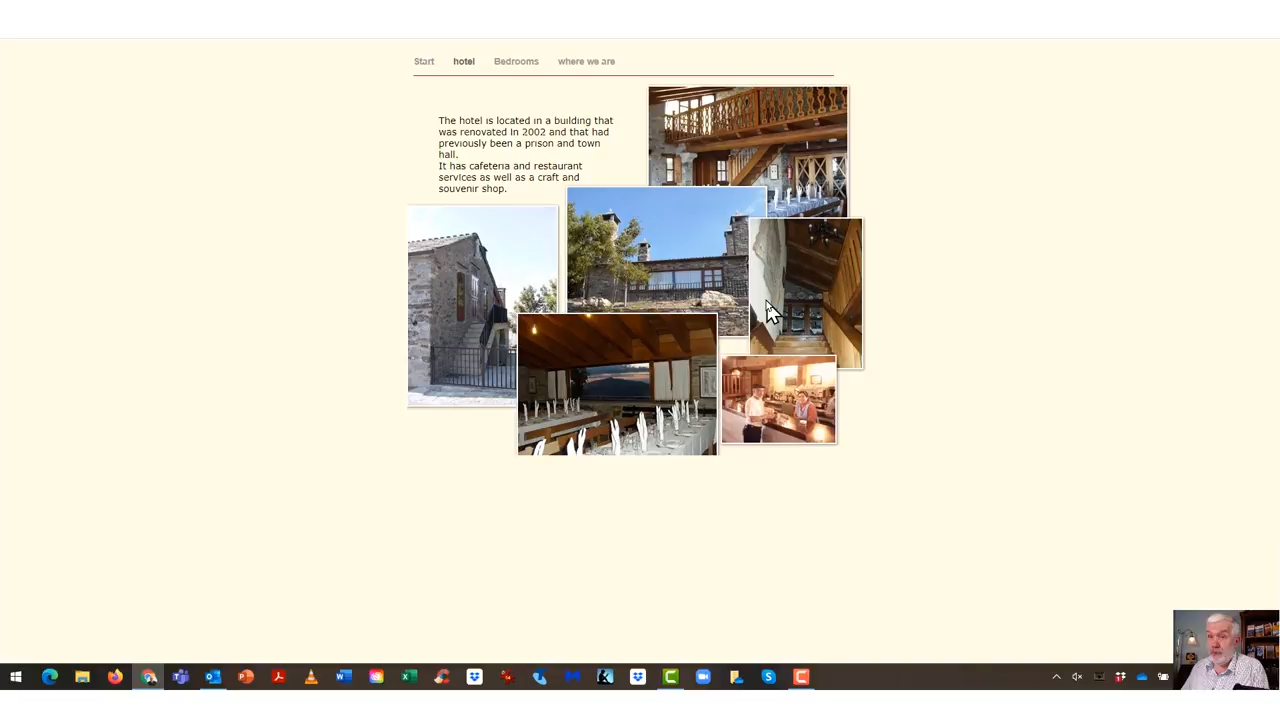 Start hotel Bedrooms where we are
The hotel is located in a building that
was renovated in 2002 and that had
previously been a prison and town
hall.
It has cafeteria and restaurant
services as well as a craft and
souvenir shop.